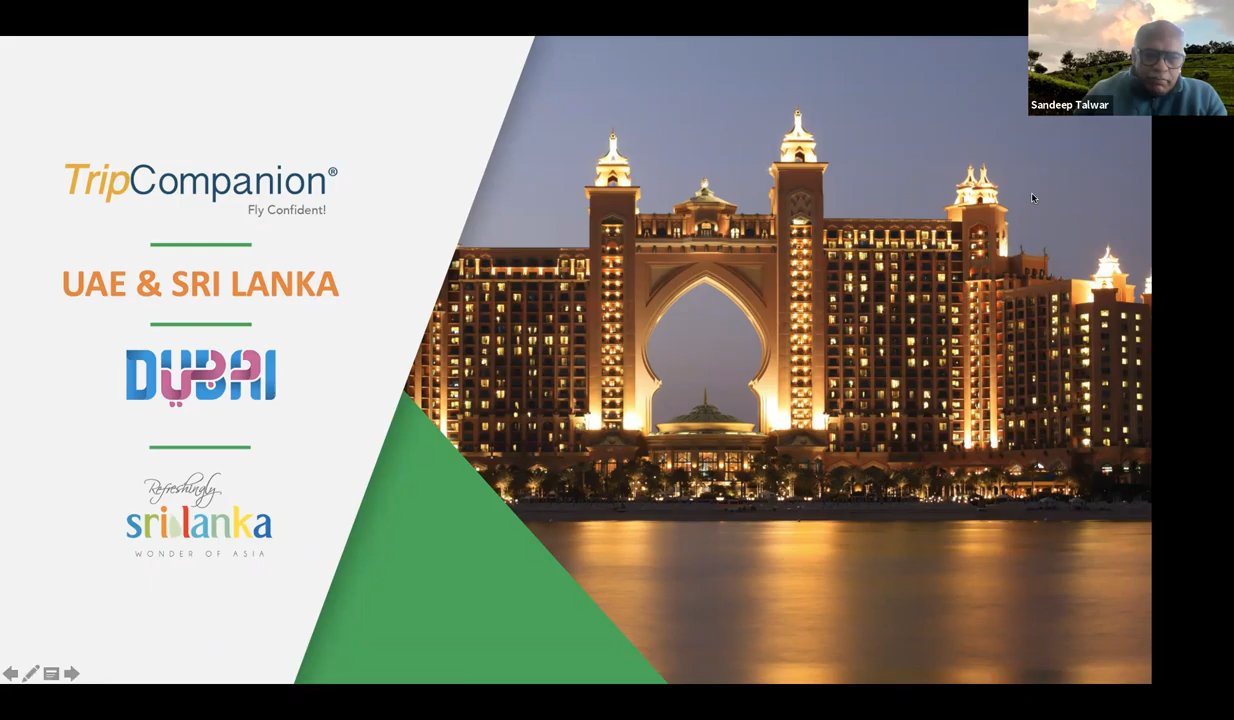 TripCompanion®
Fly Confident!
UAE & SRI LANKA
DUBAI
Refreshingly
srilanka
WONDER OF ASIA
Sandeep Talwar